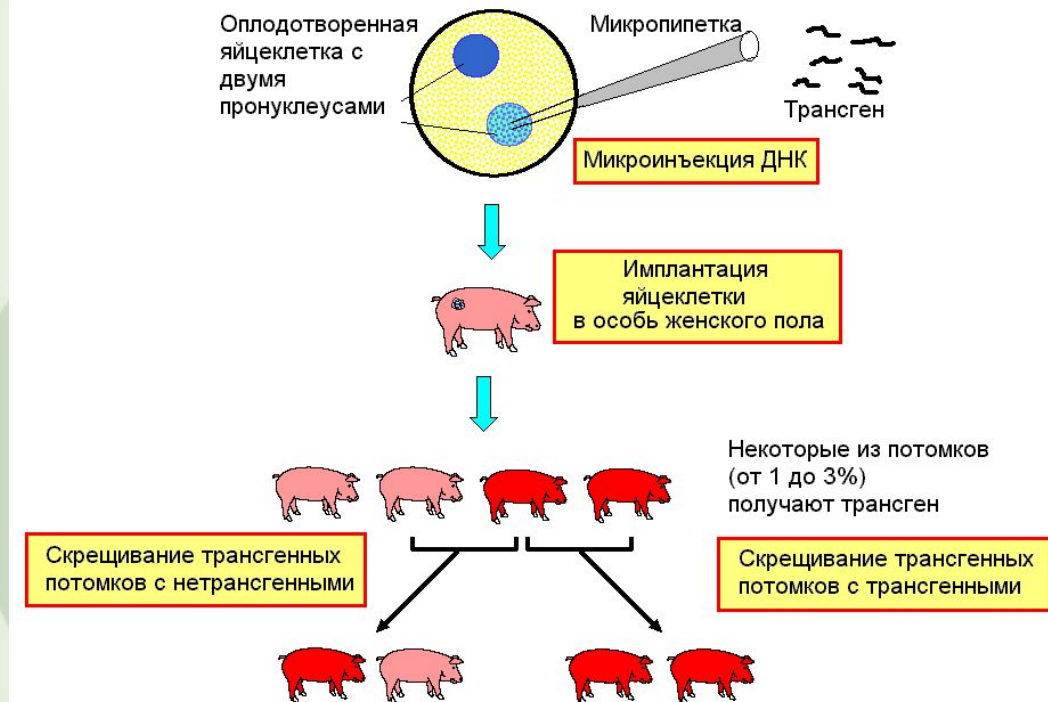 Оплодотворенная
яйцеклетка с
двумя
пронуклеусами
Микропипетка
Трансген
Микроинъекция ДНК
Имплантация
яйцеклетки
в особь женского пола
Некоторые из потомков
(от 1 до 3%)
получают трансген
Скрещивание трансгенных
потомков с нетрансгенными
Скрещивание трансгенных
потомков с трансгенными